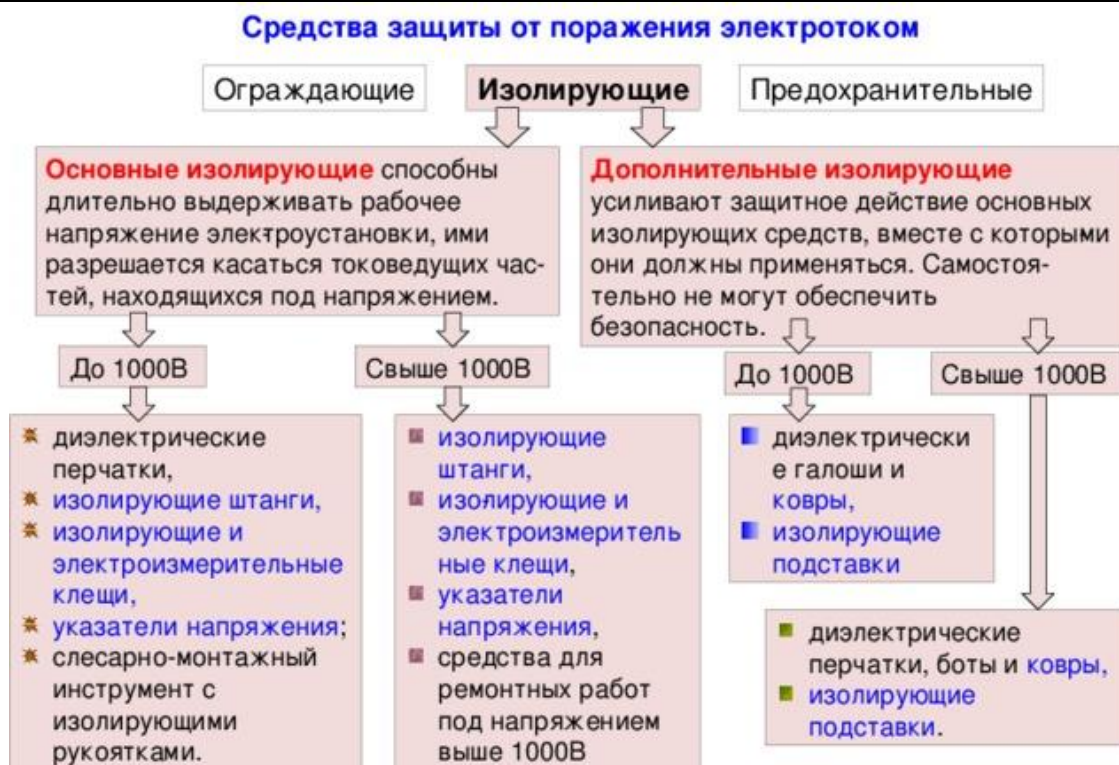 Средства защиты от поражения электротоком
Ограждающие
Изолирующие
Предохранительные
Основные изолирующие способны
длительно выдерживать рабочее
напряжение электроустановки, ими
разрешается касаться токоведущих час-
тей, находящихся под напряжением.
Дополнительные изолирующие
усиливают защитное действие основных
изолирующих средств, вместе с которыми
они должны применяться. Самостоя-
тельно не могут обеспечить
безопасность.
До 1000В
Свыше 1000В
До 1000В
Свыше 1000В
диэлектрические
перчатки,
изолирующие штанги,
изолирующие и
электроизмерительные
клещи,
указатели напряжения;
слесарно-монтажный
инструмент с
изолирующими
рукоятками.
изолирующие
штанги,
изолирующие и
электроизмеритель
ные клещи,
указатели
напряжения,
средства для
ремонтных работ
под напряжением
выше 1000В
диэлектрически
е галоши и
ковры,
изолирующие
подставки
диэлектрические
перчатки, боты и ковры,
изолирующие
подставки.